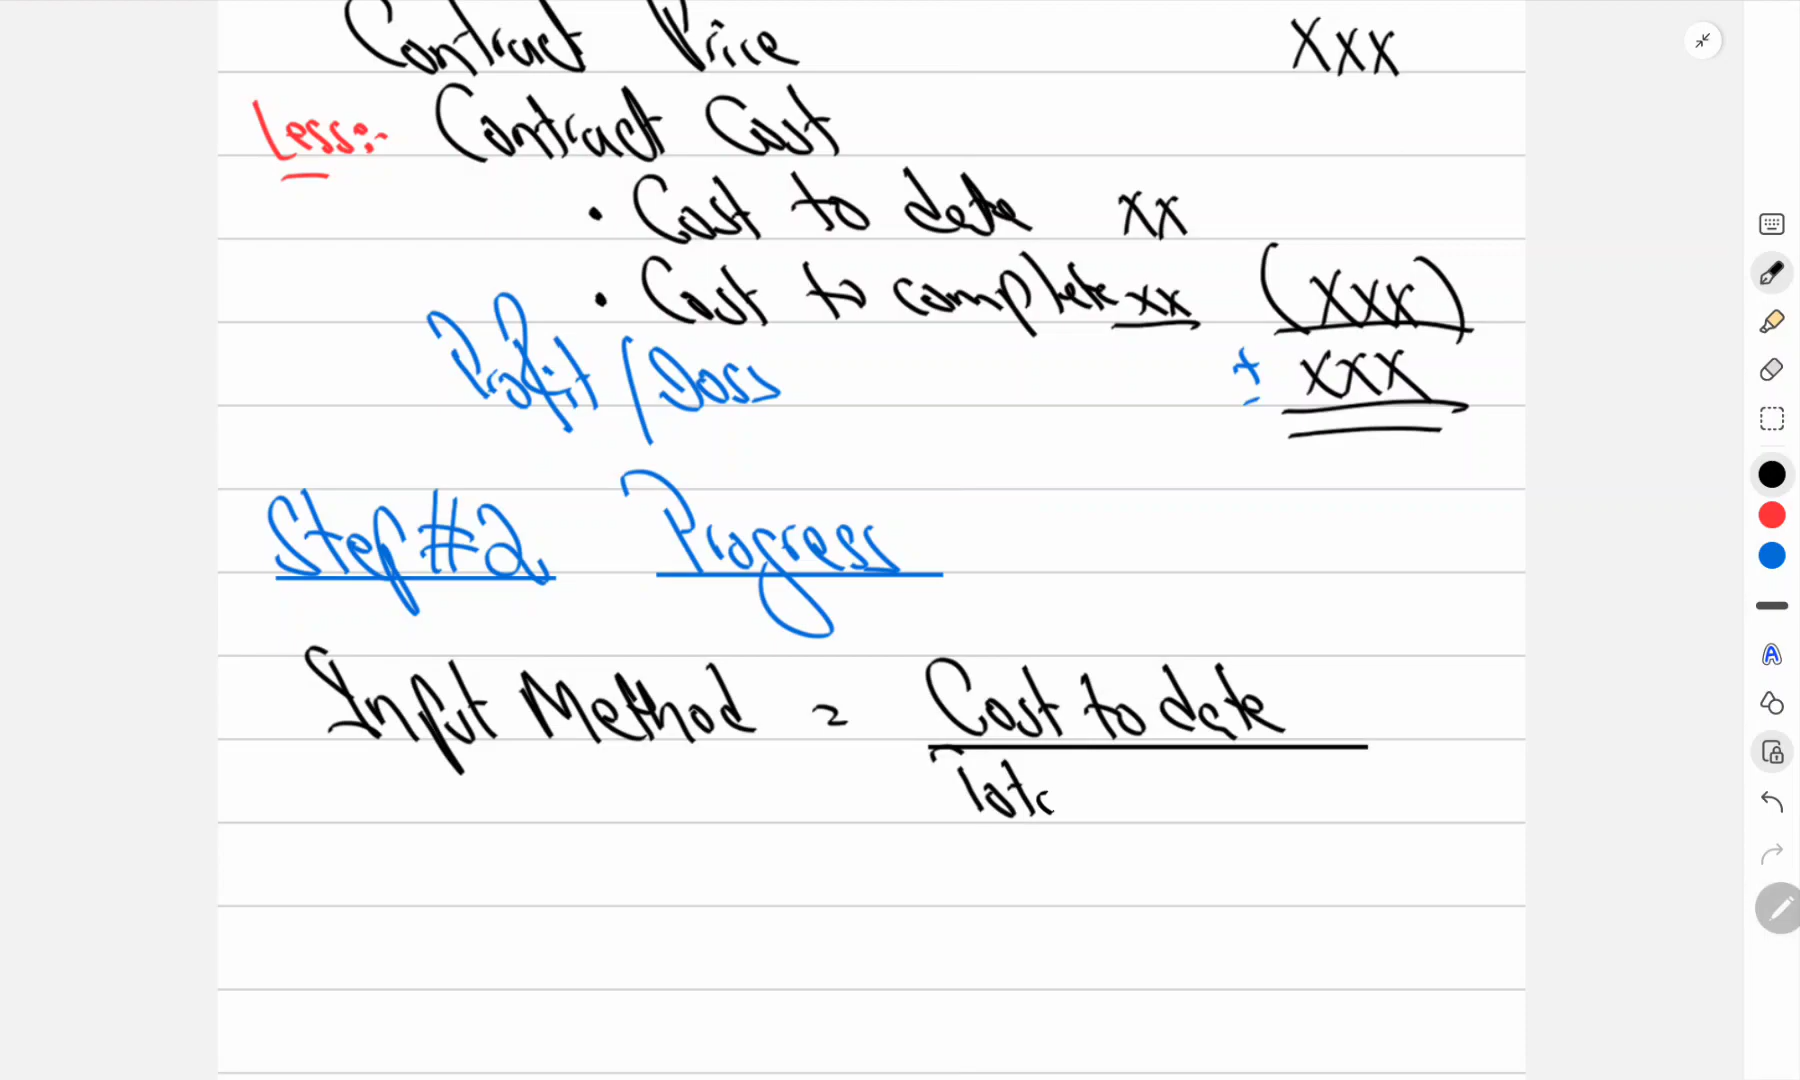 Contract Price XXX
Less:- Contract Cost
• Cost to date XX
• Cost to complete XX (XXX)
Profit / Loss ± XXX
Step #2 Progress
Input Method = Cost to date
Tota